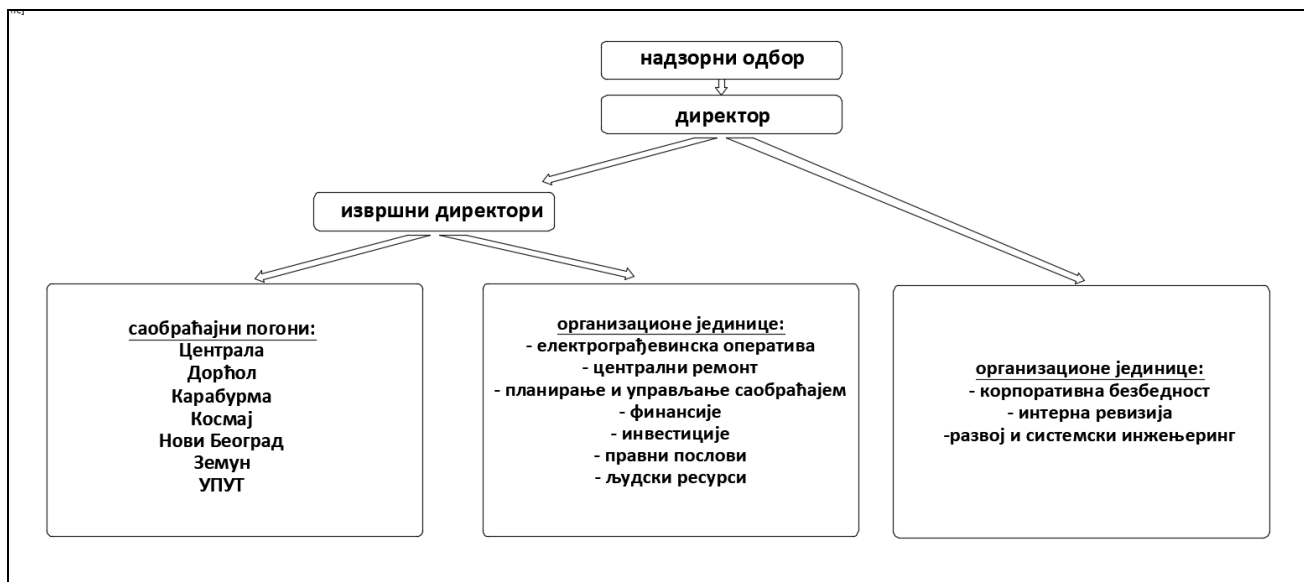 надзорни одбор
директор
извршни директори
саобраћајни погони:
Централа
Дорћол
Карабурма
Космај
Нови Београд
Земун
УПУТ
организационе јединице:
- електрограђевинска оператива
- централни ремонт
- планирање и управљање саобраћајем
- финансије
- инвестиције
- правни послови
- људски ресурси
организационе јединице:
- корпоративна безбедност
- интерна ревизија
-развој и системски инжењеринг